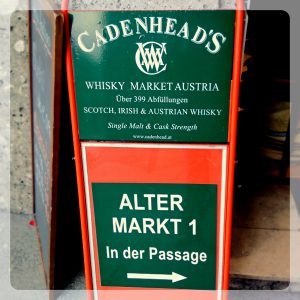 CADENHEAD'S
WHISKY MARKET AUSTRIA
Über 399 Abfüllungen
SCOTCH, IRISH & AUSTRIAN WHISKY
Single Malt & Cask Strength
www.cadenhead.at
ALTER
MARKT 1
In der Passage